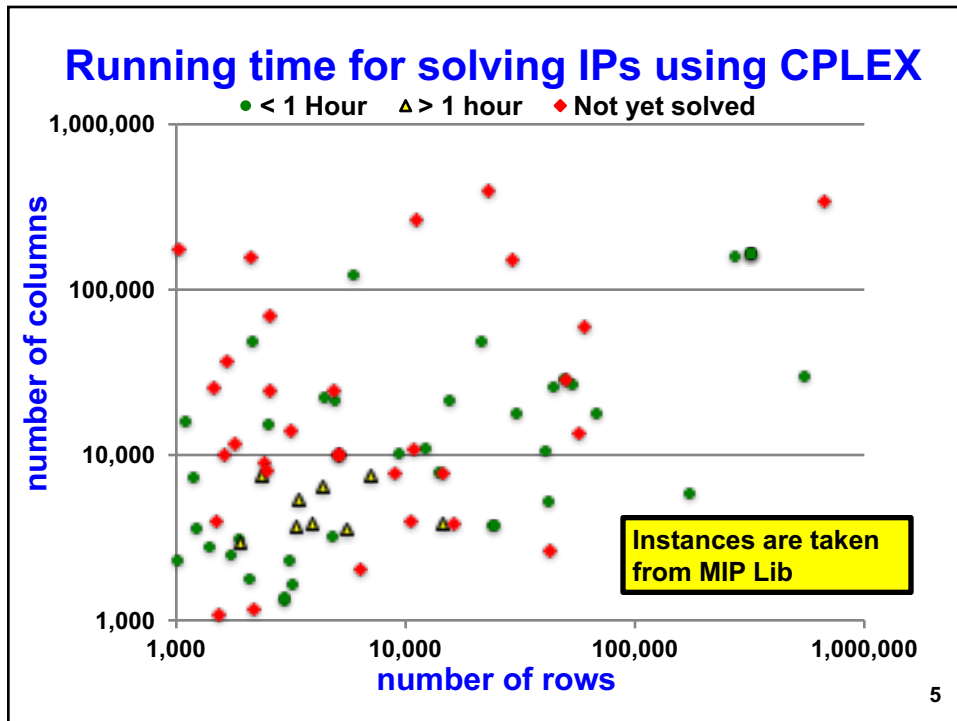 Running time for solving IPs using CPLEX
< 1 Hour > 1 hour Not yet solved
1,000,000
100,000
10,000
1,000
number of columns
1,000 10,000 100,000 1,000,000
number of rows
Instances are taken
from MIP Lib
5